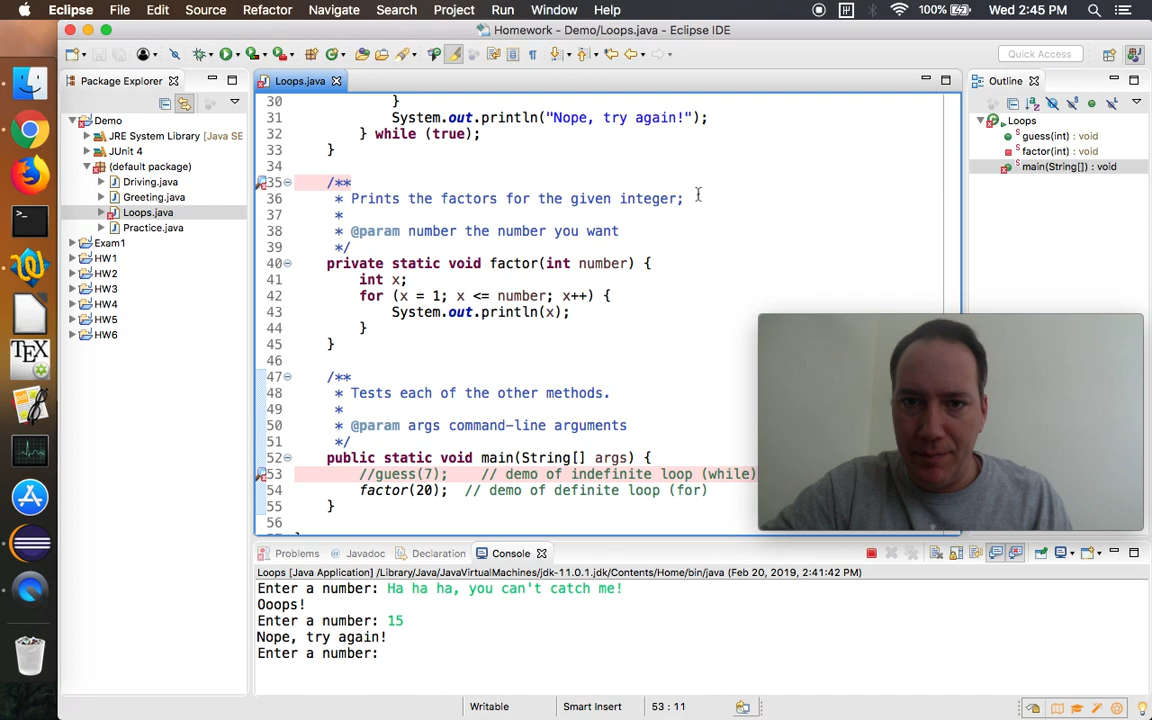 Eclipse File Edit Source Refactor Navigate Search Project Run Window Help 100% Wed 2:45 PM
Homework - Demo/Loops.java - Eclipse IDE
Quick Access
Package Explorer
Demo
JRE System Library [Java SE
JUnit 4
(default package)
Driving.java
Greeting.java
Loops.java
Practice.java
Exam1
HW1
HW2
HW3
HW4
HW5
HW6
Loops.java
30 }
31 System.out.println("Nope, try again!");
32 } while (true);
33 }
34
35 /**
36 * Prints the factors for the given integer;
37 *
38 * @param number the number you want
39 */
40 private static void factor(int number) {
41 int x;
42 for (x = 1; x <= number; x++) {
43 System.out.println(x);
44 }
45 }
46
47 /**
48 * Tests each of the other methods.
49 *
50 * @param args command-line arguments
51 */
52 public static void main(String[] args) {
53 //guess(7); // demo of indefinite loop (while)
54 factor(20); // demo of definite loop (for)
55 }
56
Outline
Loops
guess(int) : void
factor(int) : void
main(String[]) : void
Problems Javadoc Declaration Console
Loops [Java Application] /Library/Java/JavaVirtualMachines/jdk-11.0.1.jdk/Contents/Home/bin/java (Feb 20, 2019, 2:41:42 PM)
Enter a number: Ha ha ha, you can't catch me!
Ooops!
Enter a number: 15
Nope, try again!
Enter a number:
Writable Smart Insert 53 : 11
TEX